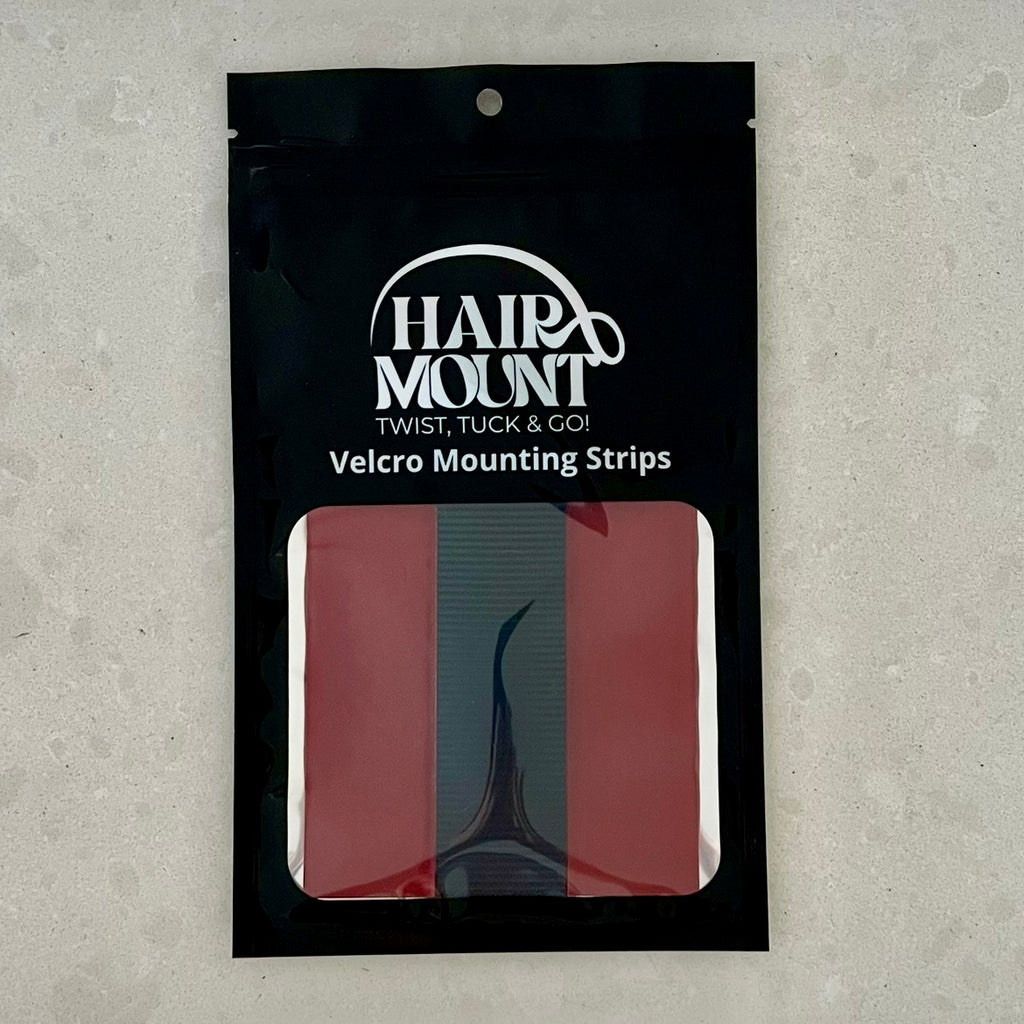 HAIR
MOUNT
TWIST, TUCK & GO!
Velcro Mounting Strips